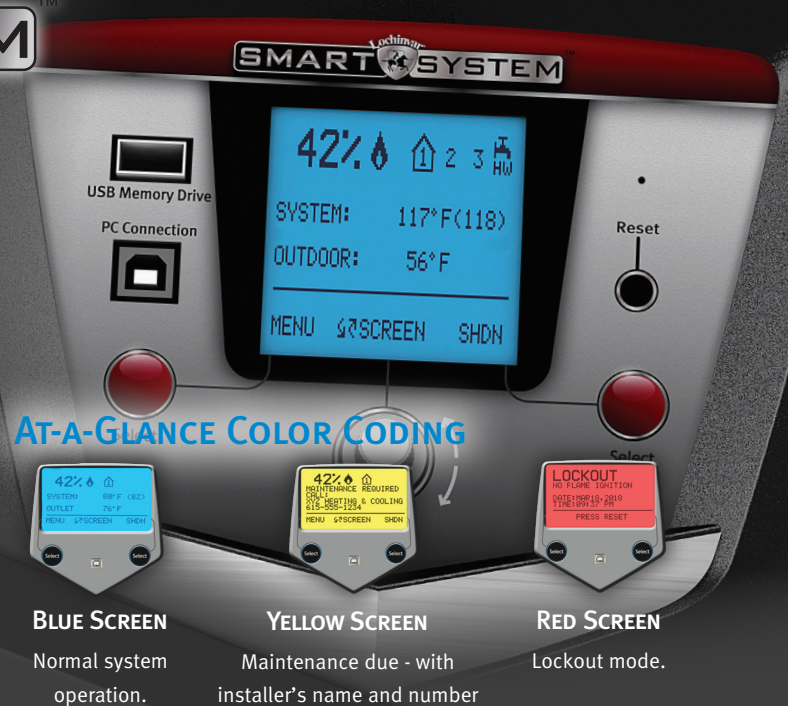 TM
M
Lochinvar
SMART SYSTEM
42% 1 2 3 HW
USB Memory Drive
SYSTEM: 117°F(118)
PC Connection
Reset
OUTDOOR: 56°F
MENU SCREEN SHDN
Select
AT-A-GLANCE COLOR CODING
Select
42% 1
SYSTEM: 80°F (82)
OUTLET 76°F
MENU SCREEN SHDN
Select Select
42% 1
MAINTENANCE REQUIRED
CALL:
XYZ HEATING & COOLING
615-555-1234
MENU SCREEN SHDN
Select Select
LOCKOUT
NO FLAME IGNITION
DATE:MAR18,2018
TIME:09:37 PM
PRESS RESET
Select Select
BLUE SCREEN
Normal system
operation.
YELLOW SCREEN
Maintenance due - with
installer's name and number
RED SCREEN
Lockout mode.